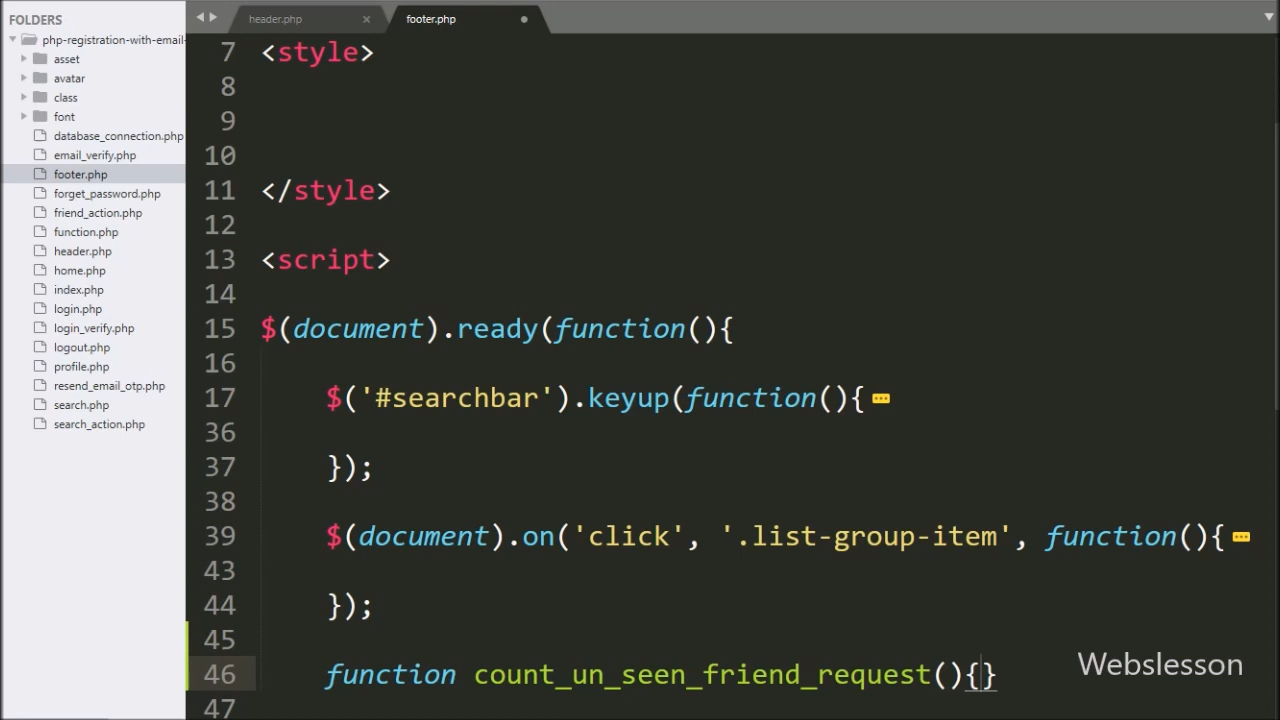 FOLDERS
php-registration-with-email-
asset
avatar
class
font
database_connection.php
email_verify.php
footer.php
forget_password.php
friend_action.php
function.php
header.php
home.php
index.php
login.php
login_verify.php
logout.php
profile.php
resend_email_otp.php
search.php
search_action.php
header.php × footer.php
7 <style>
8
9
10
11 </style>
12
13 <script>
14
15 $(document).ready(function(){
16
17 $('#searchbar').keyup(function(){
36
37 });
38
39 $(document).on('click', '.list-group-item', function(){
43
44 });
45
46 function count_un_seen_friend_request(){}
47
Webslesson